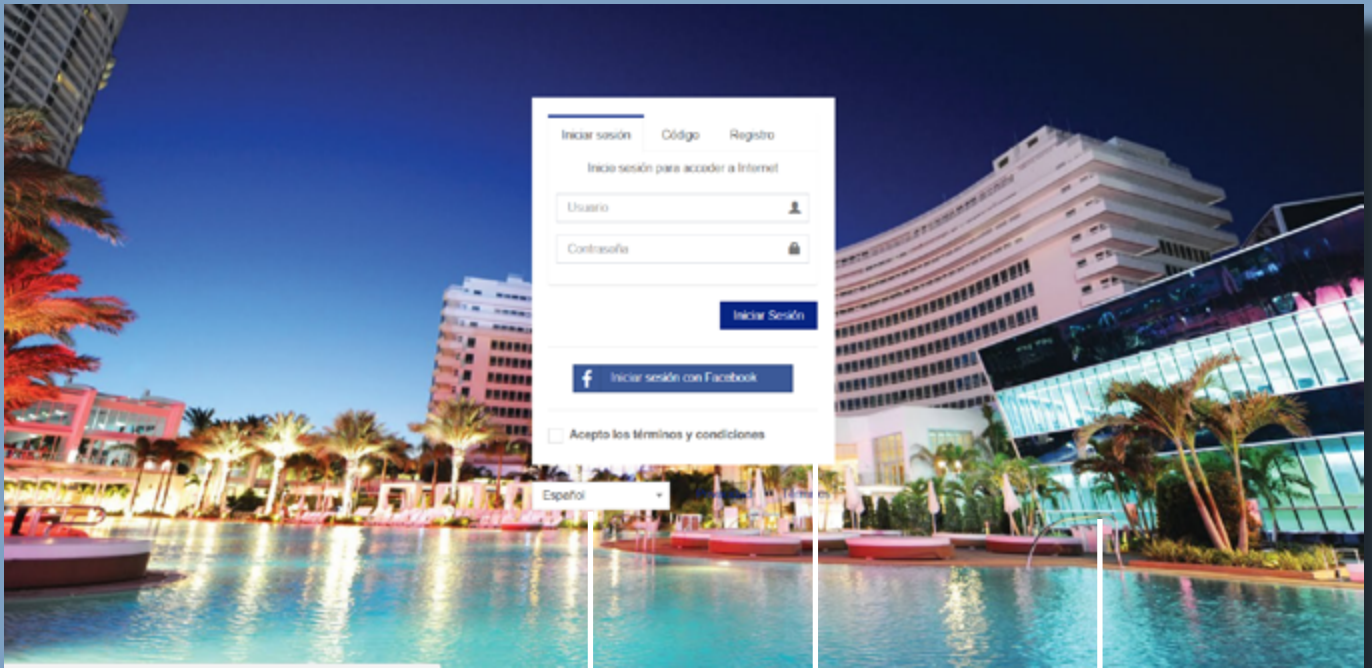 Iniciar sesión
Código
Registro
Inicie sesión para acceder a Internet
Usuario
Contraseña
Iniciar Sesión
Iniciar sesión con Facebook
Acepto los términos y condiciones
Español